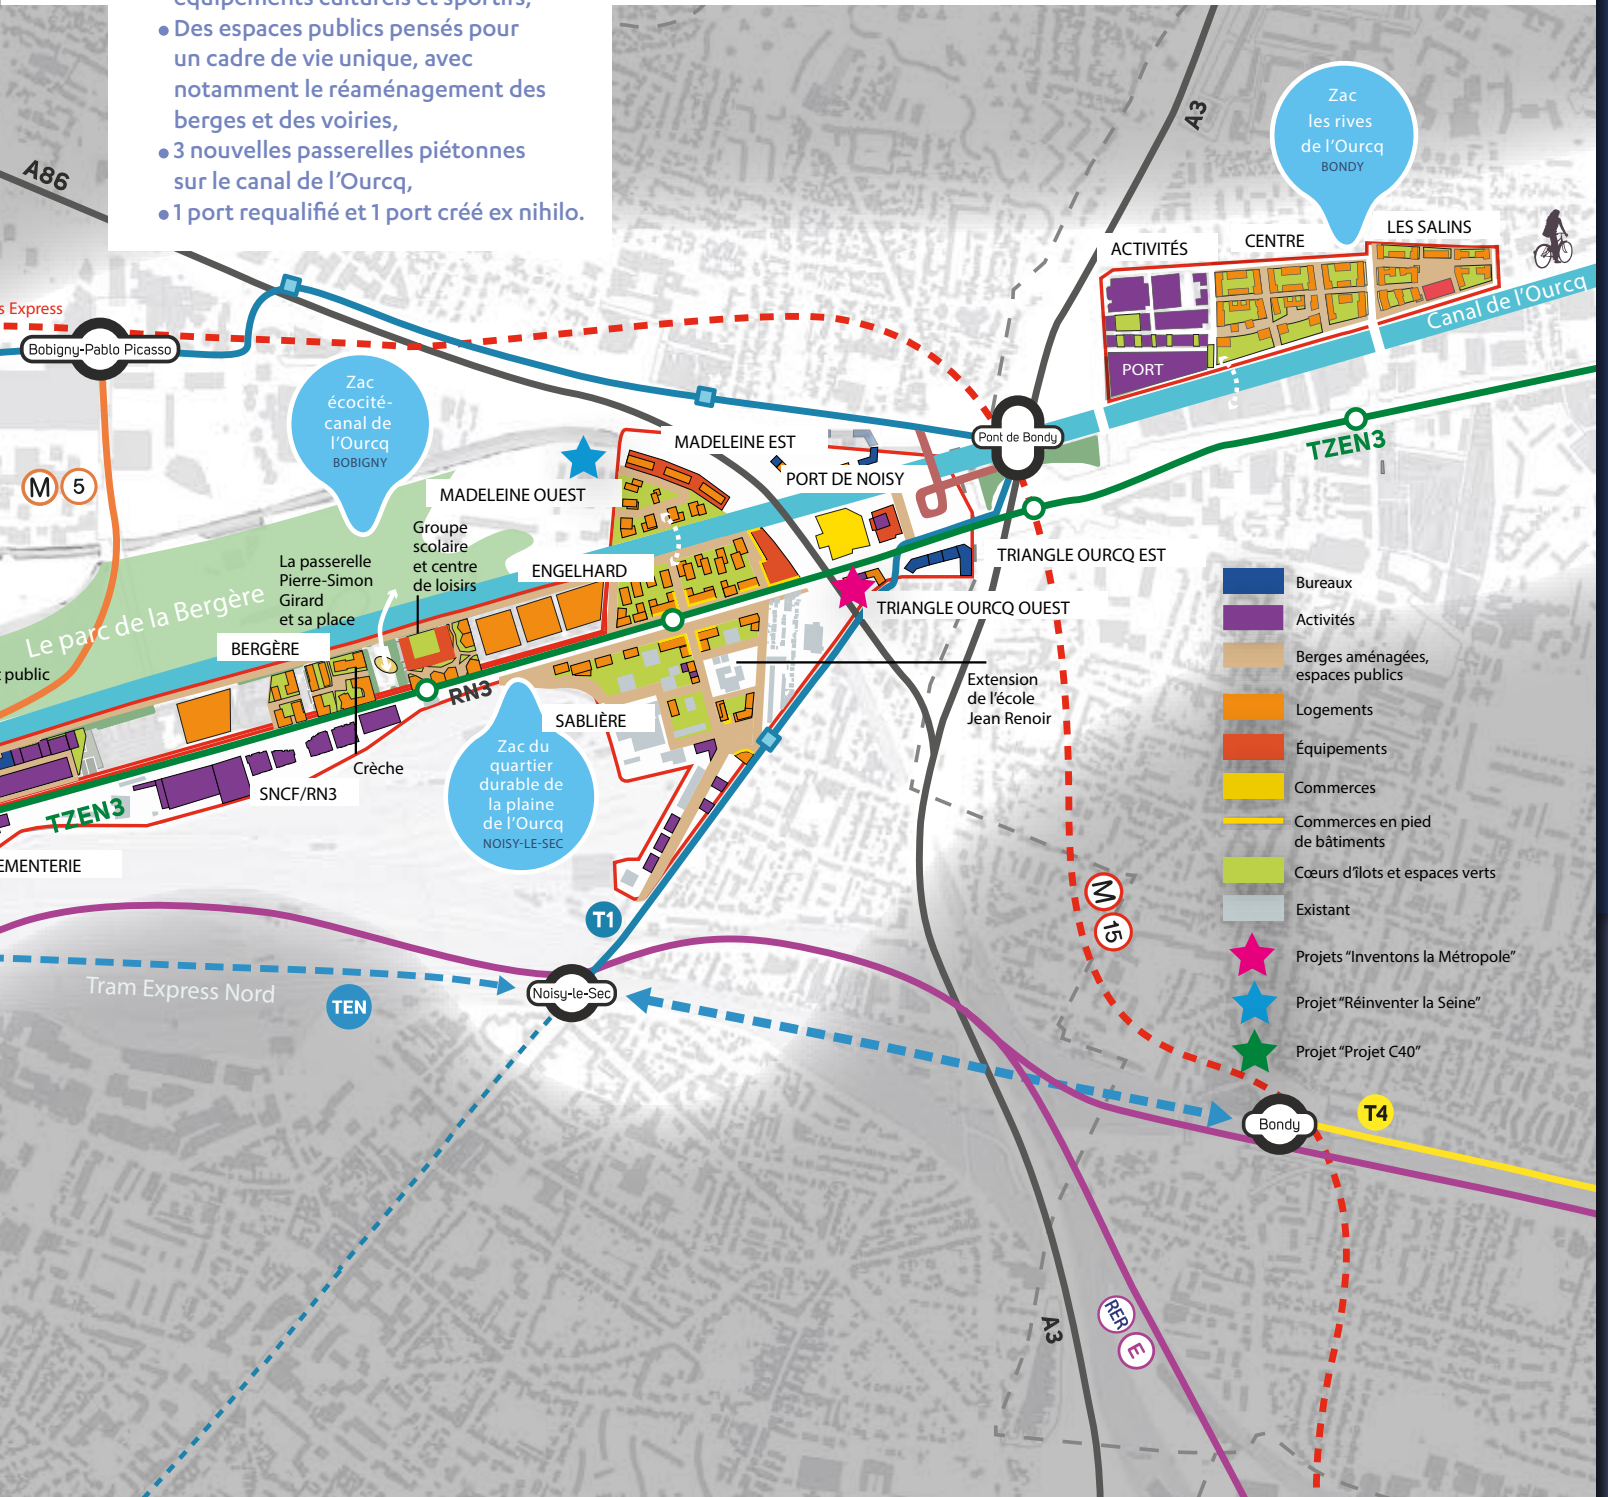 équipements culturels et sportifs,
• Des espaces publics pensés pour
un cadre de vie unique, avec
notamment le réaménagement des
berges et des voiries,
• 3 nouvelles passerelles piétonnes
sur le canal de l'Ourcq,
• 1 port requalifié et 1 port créé ex nihilo.
A86
A3
Zac
les rives
de l'Ourcq
BONDY
ACTIVITÉS
CENTRE
LES SALINS
PORT
Canal de l'Ourcq
s Express
Bobigny-Pablo Picasso
M 5
Zac
écocité-
canal de
l'Ourcq
BOBIGNY
Pont de Bondy
TZEN3
MADELEINE EST
MADELEINE OUEST
PORT DE NOISY
Groupe
scolaire
et centre
de loisirs
La passerelle
Pierre-Simon
Girard
et sa place
ENGELHARD
TRIANGLE OURCQ EST
TRIANGLE OURCQ OUEST
Le parc de la Bergère
BERGÈRE
t public
RN3
SABLIÈRE
Extension
de l'école
Jean Renoir
Zac du
quartier
durable de
la plaine
de l'Ourcq
NOISY-LE-SEC
Crèche
SNCF/RN3
TZEN3
EMENTERIE
Bureaux
Activités
Berges aménagées,
espaces publics
Logements
Équipements
Commerces
Commerces en pied
de bâtiments
Cœurs d'îlots et espaces verts
Existant
Projets "Inventons la Métropole"
Projet "Réinventer la Seine"
Projet "Projet C40"
M 15
T1
Tram Express Nord
TEN
Noisy-le-Sec
Bondy
T4
A3
RER E